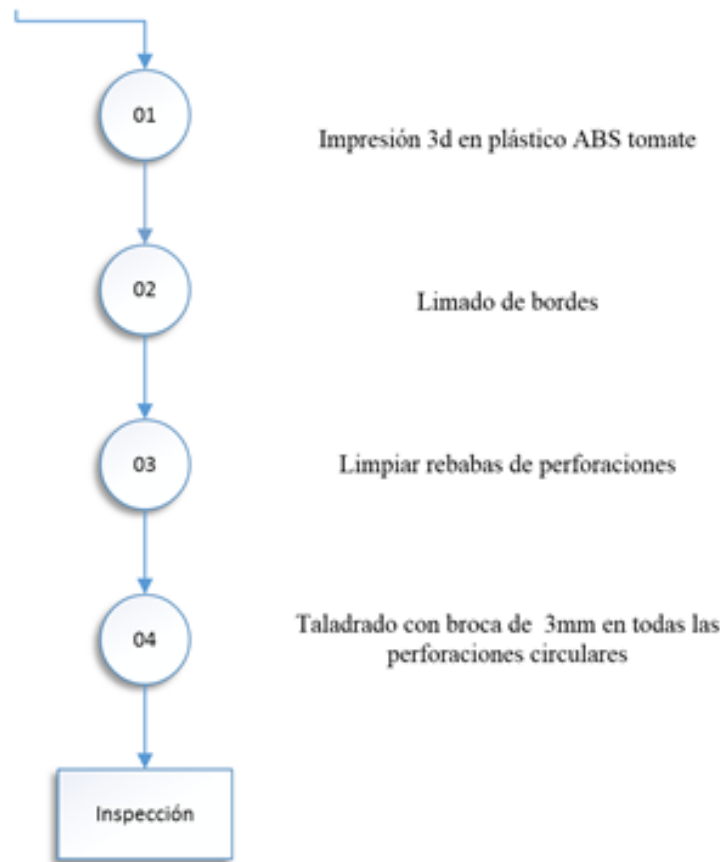 01
Impresión 3d en plástico ABS tomate
02
Limado de bordes
03
Limpiar rebabas de perforaciones
04
Taladrado con broca de 3mm en todas las
perforaciones circulares
Inspección